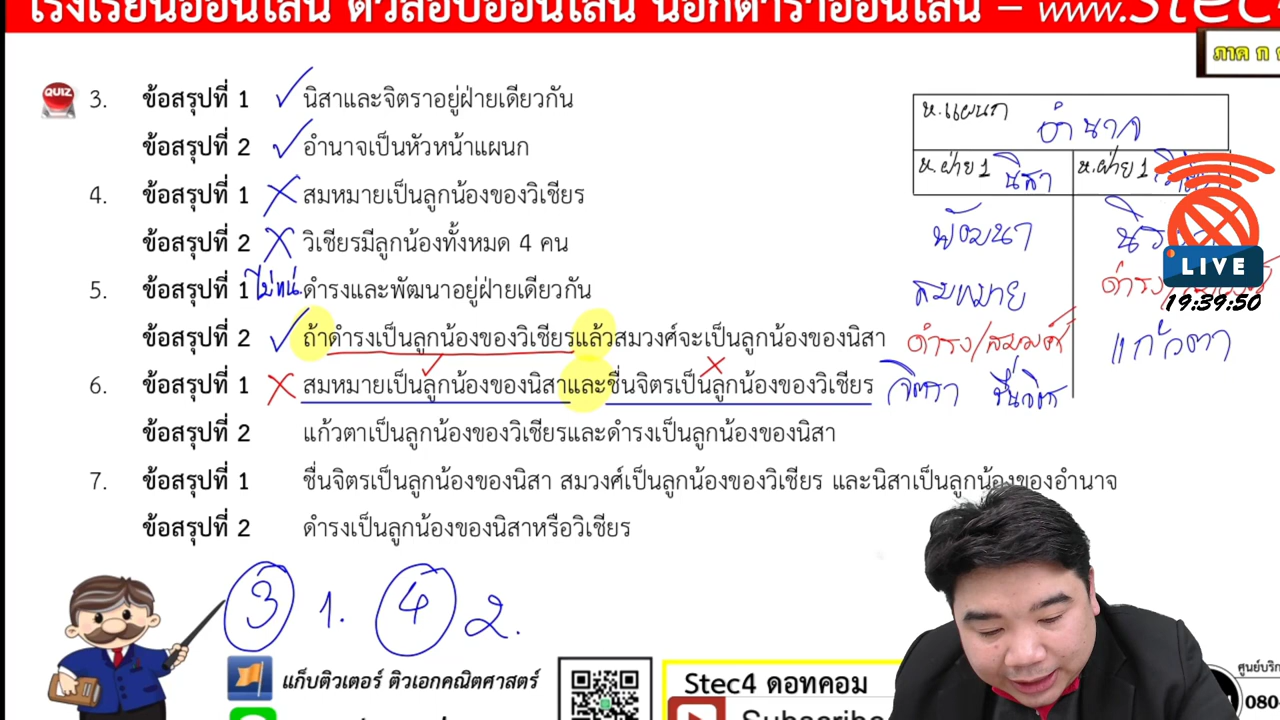 โรงเรียนออนไลน์ ติวสอบออนไลน์ นอกตำราออนไลน์ – www.Stec4
ภาค ก
QUIZ 3. ข้อสรุปที่ 1 นิสาและจิตราอยู่ฝ่ายเดียวกัน
ข้อสรุปที่ 2 อำนาจเป็นหัวหน้าแผนก
4. ข้อสรุปที่ 1 สมหมายเป็นลูกน้องของวิเชียร
ข้อสรุปที่ 2 วิเชียรมีลูกน้องทั้งหมด 4 คน
5. ข้อสรุปที่ 1 ไม่แน่ ดำรงและพัฒนาอยู่ฝ่ายเดียวกัน
ข้อสรุปที่ 2 ถ้าดำรงเป็นลูกน้องของวิเชียรแล้วสมวงศ์จะเป็นลูกน้องของนิสา
6. ข้อสรุปที่ 1 สมหมายเป็นลูกน้องของนิสาและชื่นจิตรเป็นลูกน้องของวิเชียร
ข้อสรุปที่ 2 แก้วตาเป็นลูกน้องของวิเชียรและดำรงเป็นลูกน้องของนิสา
7. ข้อสรุปที่ 1 ชื่นจิตรเป็นลูกน้องของนิสา สมวงศ์เป็นลูกน้องของวิเชียร และนิสาเป็นลูกน้องของอำนาจ
ข้อสรุปที่ 2 ดำรงเป็นลูกน้องของนิสาหรือวิเชียร
ห.แผนก อำนาจ
ห.ฝ่าย 1 นิสา ห.ฝ่าย 1
พัฒนา
สมหมาย
ดำรง/สมวงศ์ แก้วตา
จิตรา ชื่นจิตร
LIVE
19:39:50
3 1. 4 2.
แก็บติวเตอร์ ติวเอกคณิตศาสตร์
Stec4 ดอทคอม
Subscribe
ศูนย์บริก
080